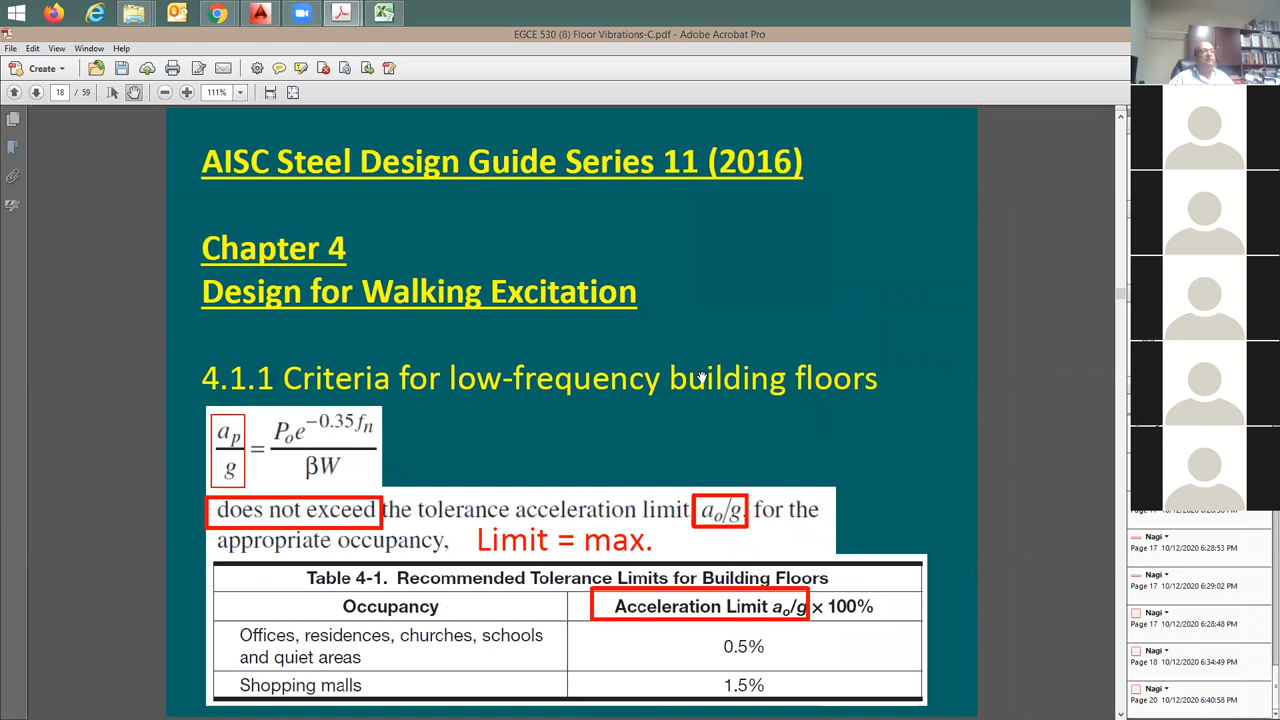 EGCE 530 (8) Floor Vibrations-C.pdf - Adobe Acrobat Pro
File Edit View Window Help
Create
18 / 59 111%
AISC Steel Design Guide Series 11 (2016)
Chapter 4
Design for Walking Excitation
4.1.1 Criteria for low-frequency building floors
a_p/g = P_o e^{-0.35f_n} / βW
does not exceed the tolerance acceleration limit a_o/g, for the
appropriate occupancy, Limit = max.
Table 4-1. Recommended Tolerance Limits for Building Floors
Occupancy Acceleration Limit a_o/g × 100%
Offices, residences, churches, schools
and quiet areas
0.5%
Shopping malls 1.5%
Nagi
Page 17 10/12/2020 6:28:53 PM
Nagi
Page 17 10/12/2020 6:29:02 PM
Nagi
Page 17 10/12/2020 6:28:48 PM
Nagi
Page 18 10/12/2020 6:34:49 PM
Nagi
Page 20 10/12/2020 6:40:58 PM